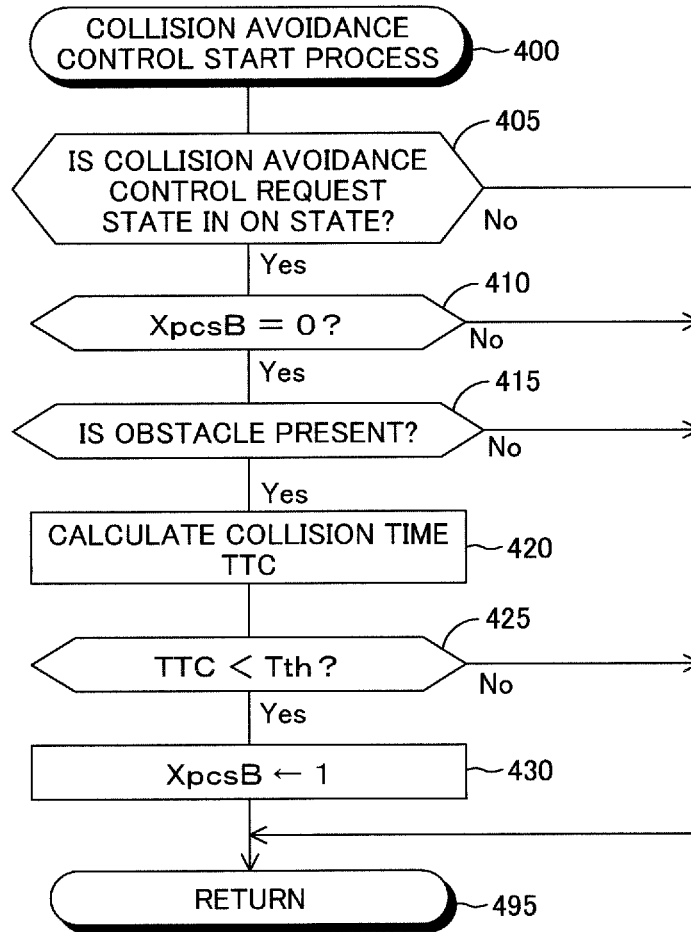 COLLISION AVOIDANCE
CONTROL START PROCESS
400
405
IS COLLISION AVOIDANCE
CONTROL REQUEST
STATE IN ON STATE?
No
Yes
410
XpcsB = 0?
No
Yes
415
IS OBSTACLE PRESENT?
No
Yes
CALCULATE COLLISION TIME
TTC
420
425
TTC < Tth?
No
Yes
XpcsB ← 1
430
RETURN
495